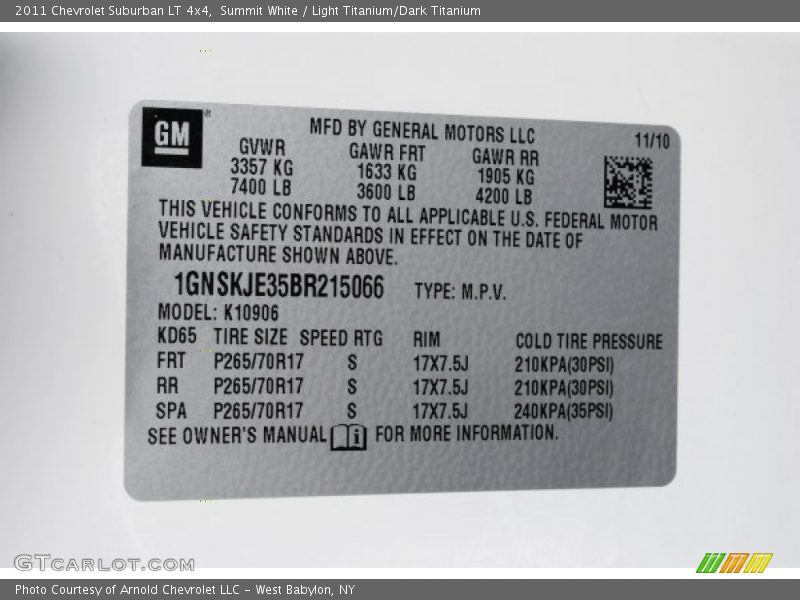 2011 Chevrolet Suburban LT 4x4, Summit White / Light Titanium/Dark Titanium
GM®
MFD BY GENERAL MOTORS LLC 11/10
GVWR GAWR FRT GAWR RR
3357 KG 1633 KG 1905 KG
7400 LB 3600 LB 4200 LB
THIS VEHICLE CONFORMS TO ALL APPLICABLE U.S. FEDERAL MOTOR
VEHICLE SAFETY STANDARDS IN EFFECT ON THE DATE OF
MANUFACTURE SHOWN ABOVE.
1GNSKJE35BR215066 TYPE: M.P.V.
MODEL: K10906
KD65 TIRE SIZE SPEED RTG RIM COLD TIRE PRESSURE
FRT P265/70R17 S 17X7.5J 210KPA(30PSI)
RR P265/70R17 S 17X7.5J 210KPA(30PSI)
SPA P265/70R17 S 17X7.5J 240KPA(35PSI)
SEE OWNER'S MANUAL i FOR MORE INFORMATION.
GTCARLOT.COM
Photo Courtesy of Arnold Chevrolet LLC - West Babylon, NY